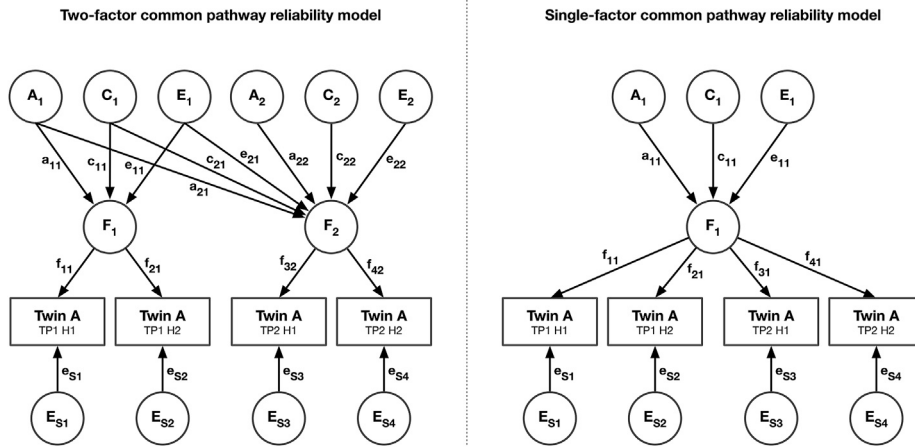 Two-factor common pathway reliability model
A1 C1 E1 A2 C2 E2
a11 c11 e11 a21 c21 e21 a22 c22 e22
F1 F2
f11 f21 f32 f42
Twin A Twin A Twin A Twin A
TP1 H1 TP1 H2 TP2 H1 TP2 H2
eS1 eS2 eS3 eS4
ES1 ES2 ES3 ES4
Single-factor common pathway reliability model
A1 C1 E1
a11 c11 e11
F1
f11 f21 f31 f41
Twin A Twin A Twin A Twin A
TP1 H1 TP1 H2 TP2 H1 TP2 H2
eS1 eS2 eS3 eS4
ES1 ES2 ES3 ES4